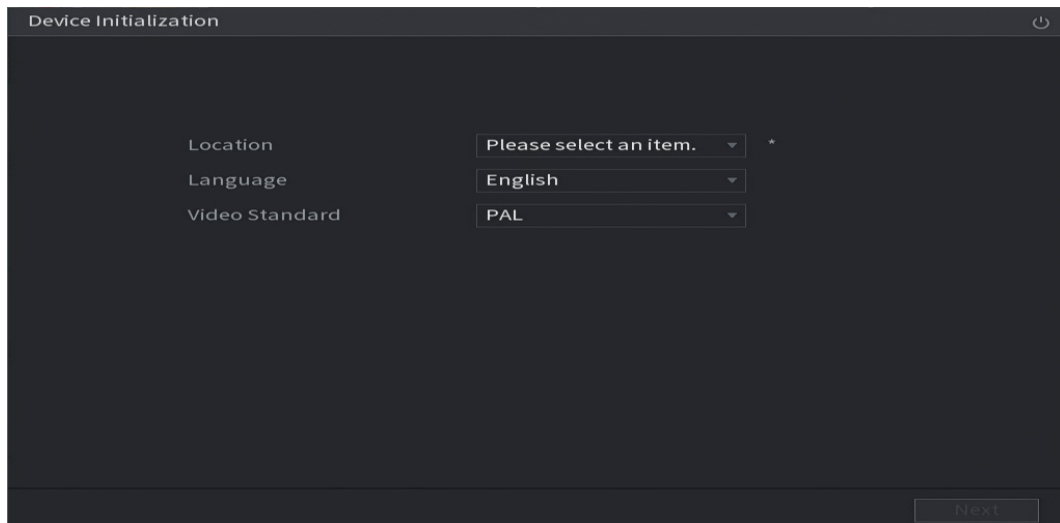 Device Initialization
Location Please select an item. *
Language English
Video Standard PAL
Next